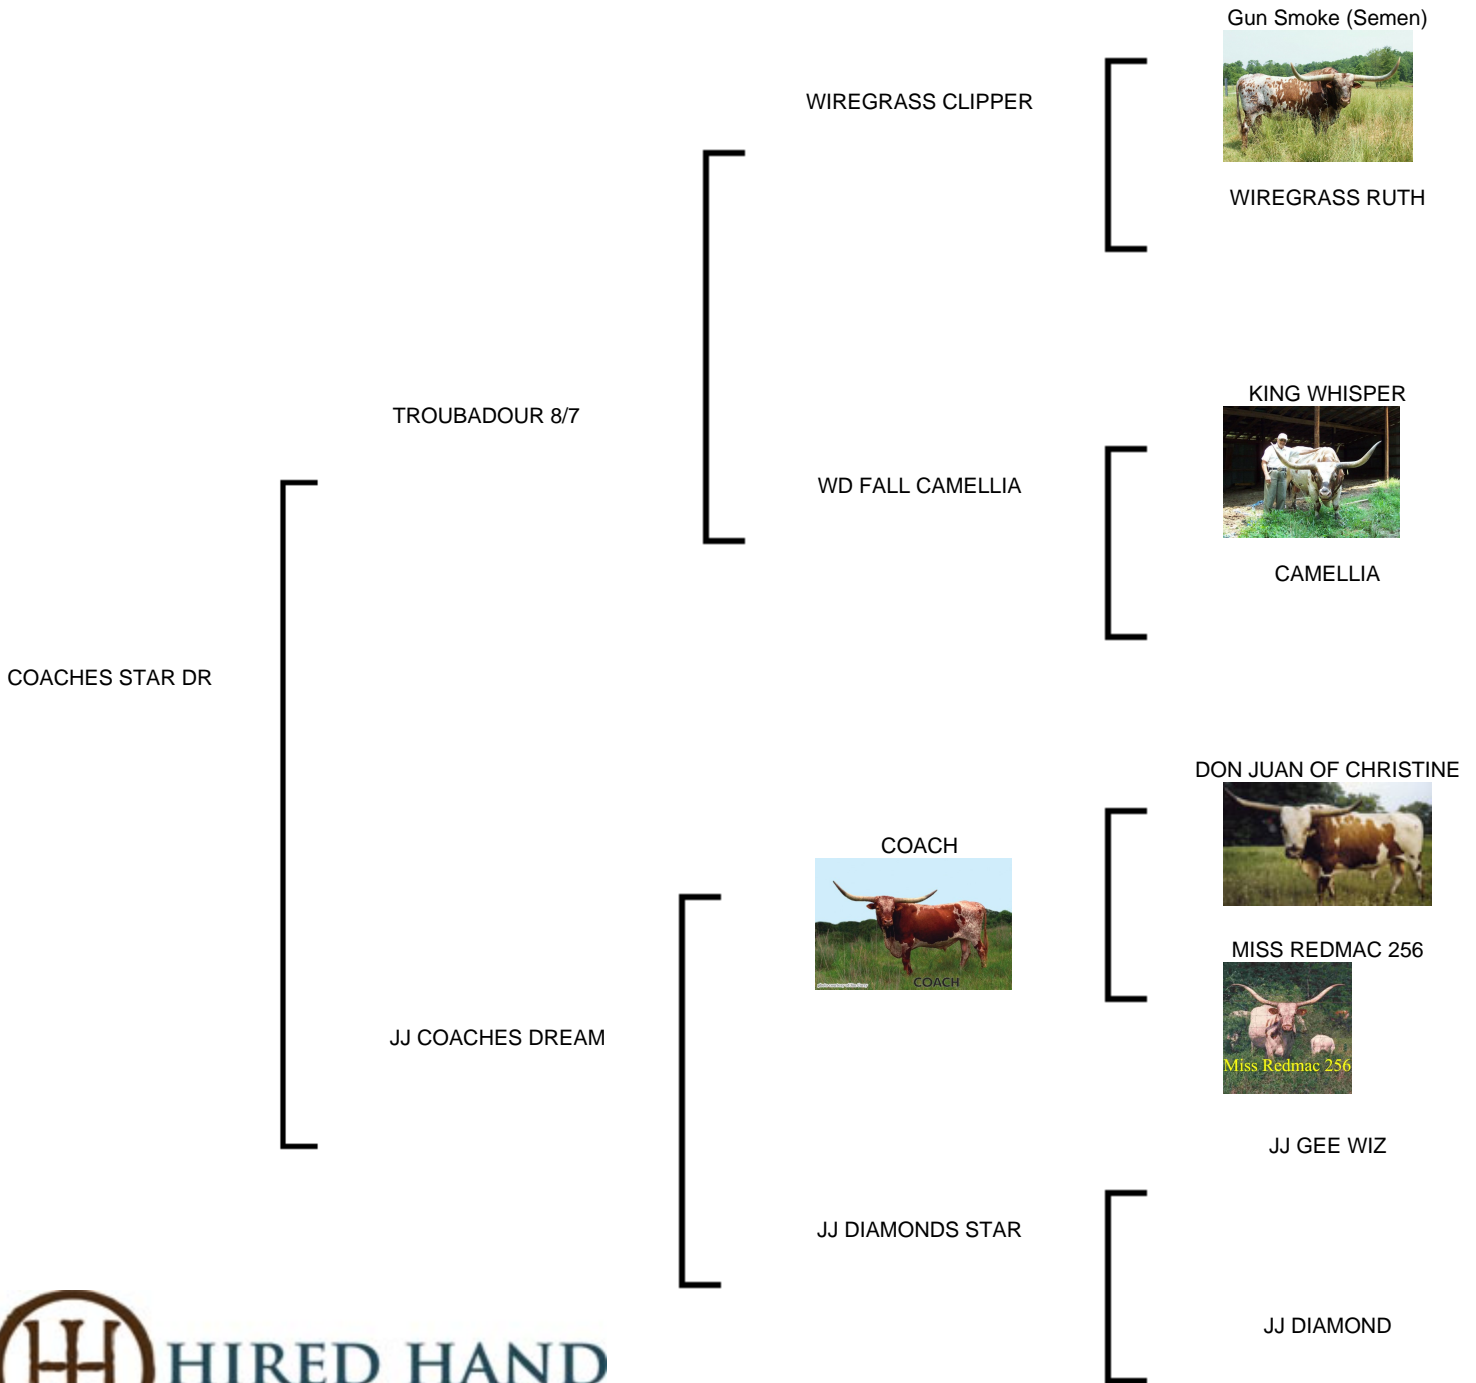 Gun Smoke (Semen)
WIREGRASS CLIPPER
WIREGRASS RUTH
KING WHISPER
TROUBADOUR 8/7
WD FALL CAMELLIA
CAMELLIA
COACHES STAR DR
DON JUAN OF CHRISTINE
COACH
COACH
MISS REDMAC 256
JJ COACHES DREAM
Miss Redmac 256
JJ GEE WIZ
JJ DIAMONDS STAR
JJ DIAMOND
HIRED HAND